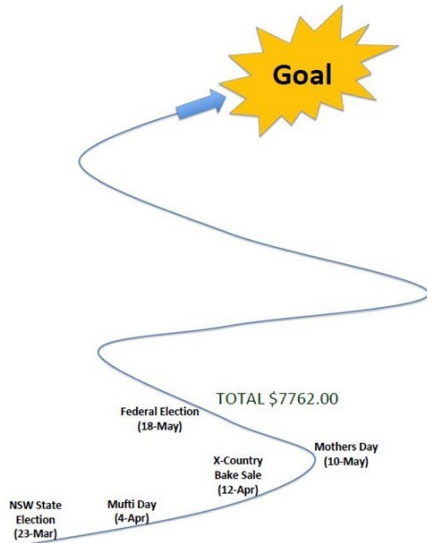 Goal
TOTAL $7762.00
Federal Election
(18-May)
Mothers Day
(10-May)
X-Country
Bake Sale
(12-Apr)
Mufti Day
(4-Apr)
NSW State
Election
(23-Mar)